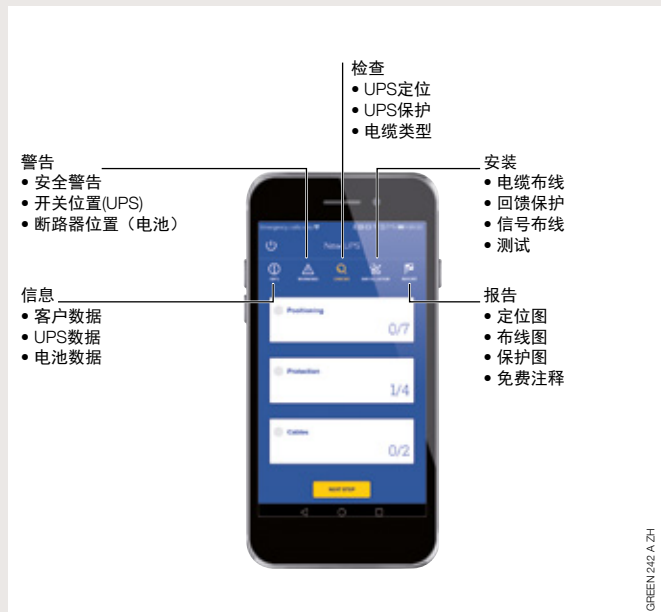 检查
• UPS定位
• UPS保护
• 电缆类型
警告
• 安全警告
• 开关位置(UPS)
• 断路器位置（电池）
安装
• 电缆布线
• 回馈保护
• 信号布线
• 测试
信息
• 客户数据
• UPS数据
• 电池数据
报告
• 定位图
• 布线图
• 保护图
• 免费注释
New UPS
Positioning
0/7
Protection
1/4
Cables
0/2
NEXT STEP
GREEN 242 A ZH